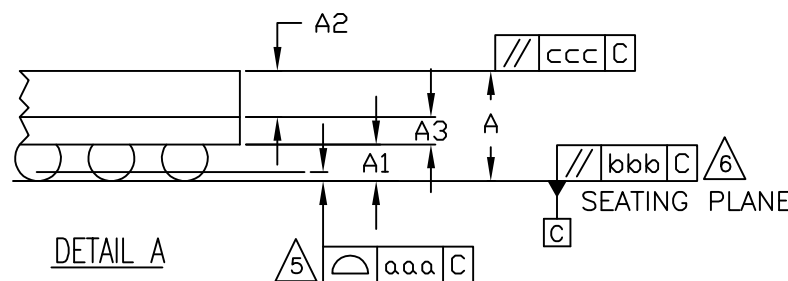 A2
// ccc C
A
A3
A1
// bbb C 6
SEATING PLANE
C
DETAIL A
5 ⌓ aaa C